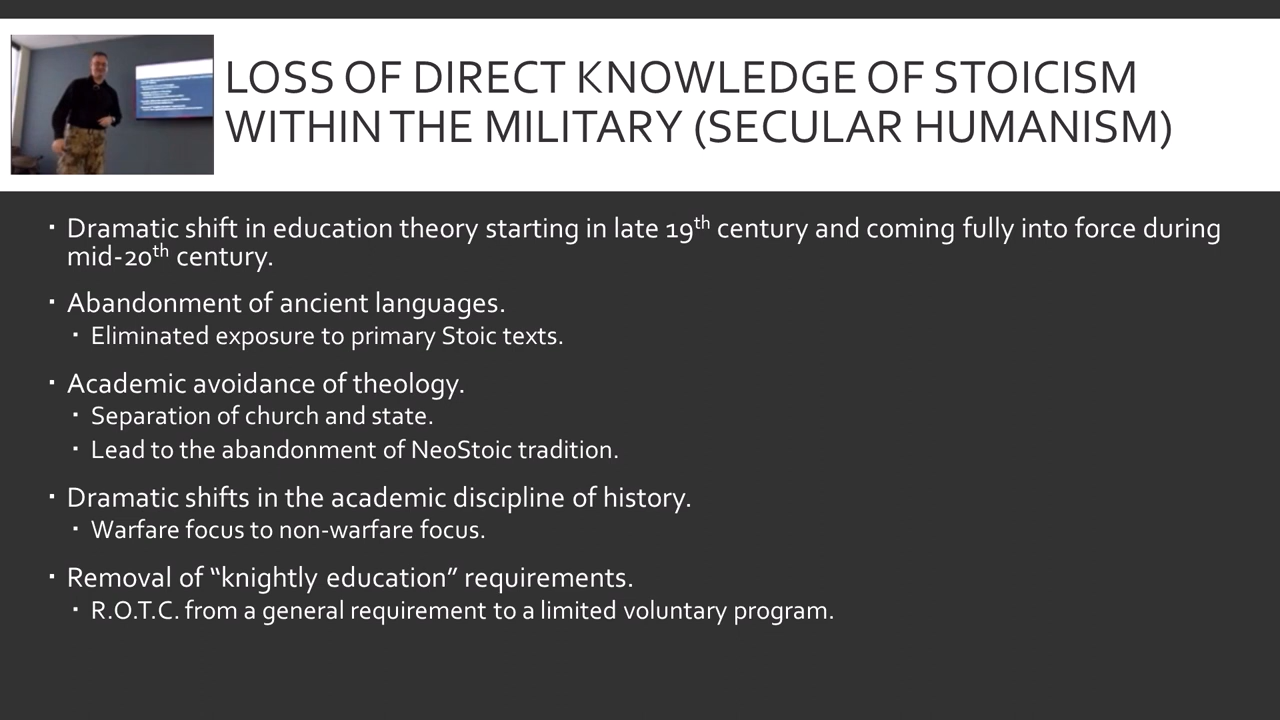 LOSS OF DIRECT KNOWLEDGE OF STOICISM
WITHIN THE MILITARY (SECULAR HUMANISM)
▪ Dramatic shift in education theory starting in late 19th century and coming fully into force during
mid-20th century.
▪ Abandonment of ancient languages.
▪ Eliminated exposure to primary Stoic texts.
▪ Academic avoidance of theology.
▪ Separation of church and state.
▪ Lead to the abandonment of NeoStoic tradition.
▪ Dramatic shifts in the academic discipline of history.
▪ Warfare focus to non-warfare focus.
▪ Removal of “knightly education” requirements.
▪ R.O.T.C. from a general requirement to a limited voluntary program.